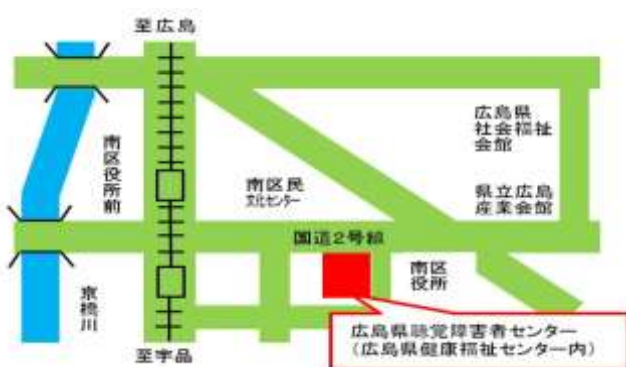 至広島
広島県
社会福祉
会館
南区役所前
南区民
文化センター
県立広島
産業会館
国道2号線
南区
役所
京橋川
広島県聴覚障害者センター
(広島県健康福祉センター内)
至宇品